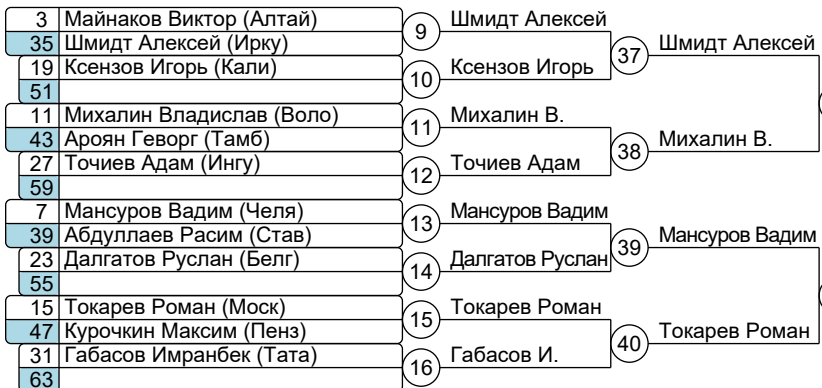 3 Майнаков Виктор (Алтай)
35 Шмидт Алексей (Ирку)
9 Шмидт Алексей
19 Ксензов Игорь (Кали)
51
10 Ксензов Игорь
37 Шмидт Алексей
11 Михалин Владислав (Воло)
43 Ароян Геворг (Тамб)
11 Михалин В.
27 Точиев Адам (Ингу)
59
12 Точиев Адам
38 Михалин В.
7 Мансуров Вадим (Челя)
39 Абдуллаев Расим (Став)
13 Мансуров Вадим
23 Далгатов Руслан (Белг)
55
14 Далгатов Руслан
39 Мансуров Вадим
15 Токарев Роман (Моск)
47 Курочкин Максим (Пенз)
15 Токарев Роман
31 Габасов Имранбек (Тата)
63
16 Габасов И.
40 Токарев Роман